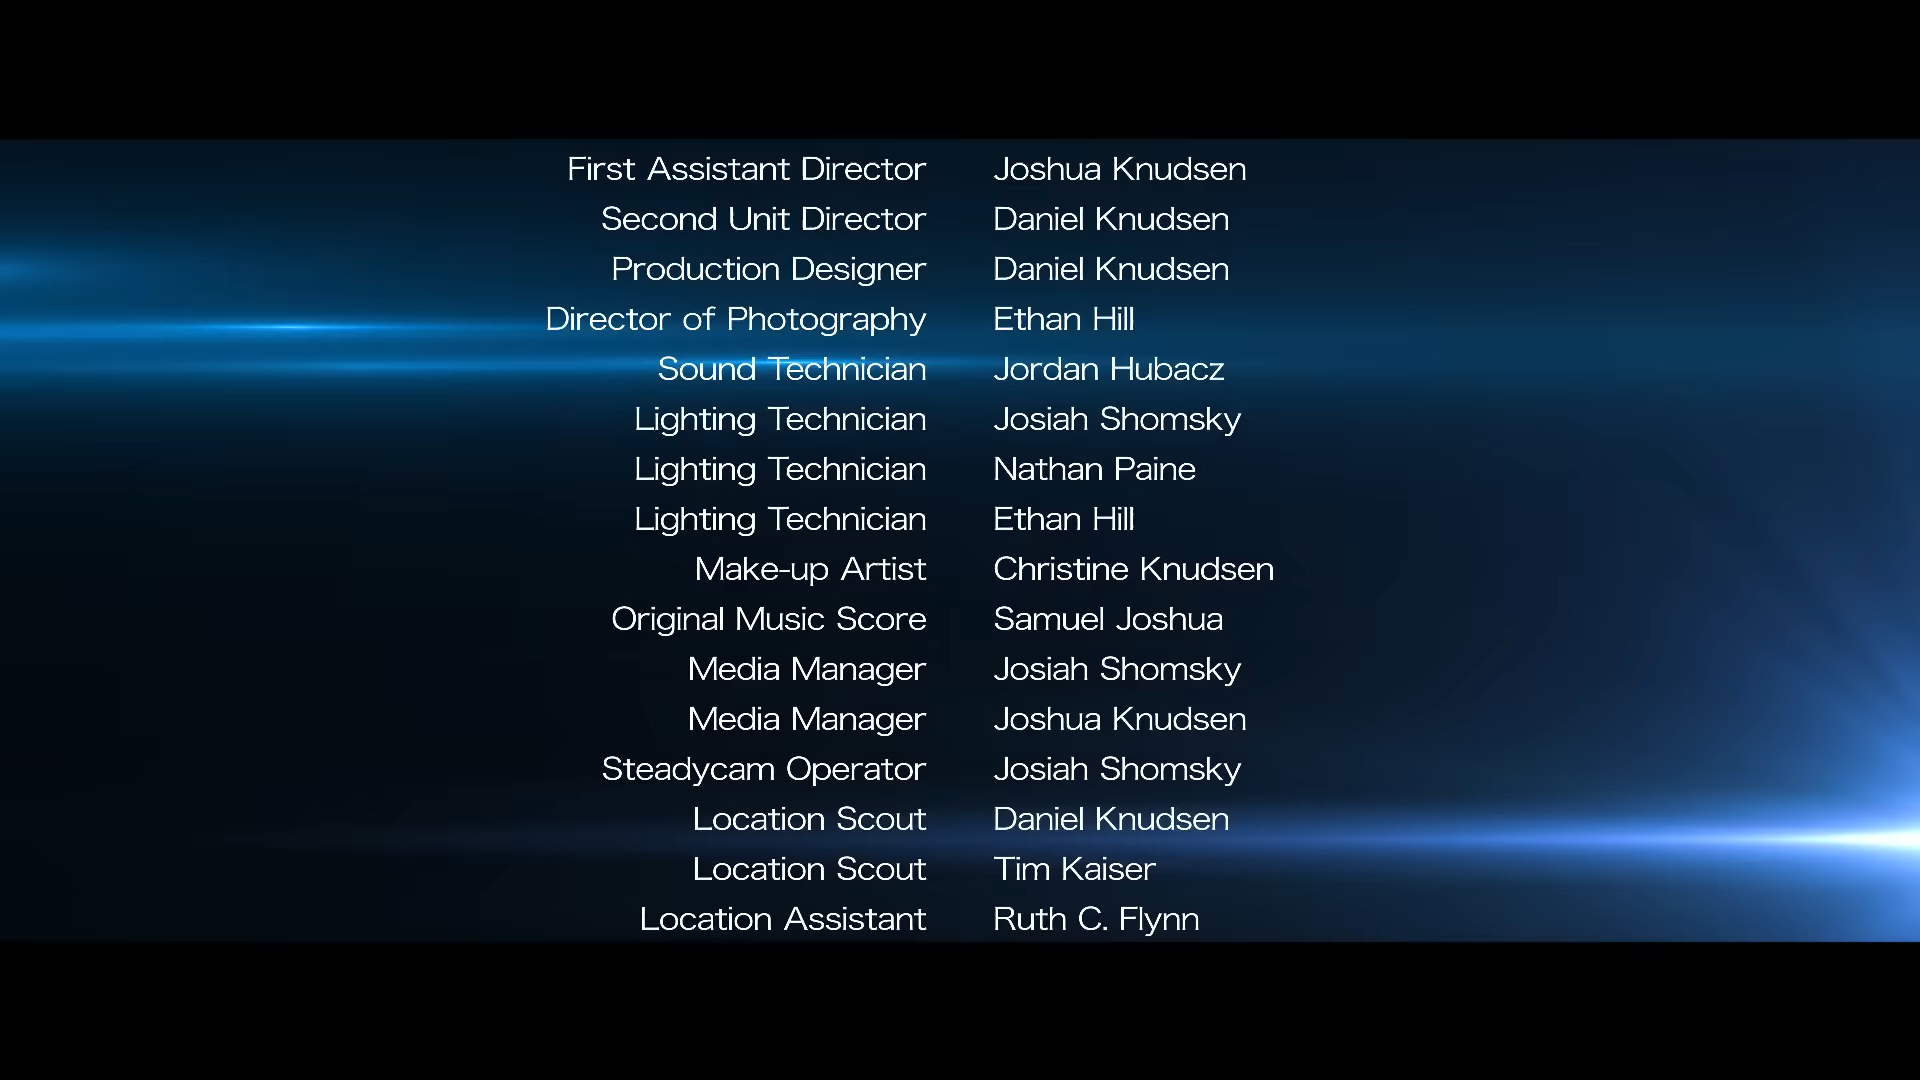 First Assistant Director Joshua Knudsen
Second Unit Director Daniel Knudsen
Production Designer Daniel Knudsen
Director of Photography Ethan Hill
Sound Technician Jordan Hubacz
Lighting Technician Josiah Shomsky
Lighting Technician Nathan Paine
Lighting Technician Ethan Hill
Make-up Artist Christine Knudsen
Original Music Score Samuel Joshua
Media Manager Josiah Shomsky
Media Manager Joshua Knudsen
Steadycam Operator Josiah Shomsky
Location Scout Daniel Knudsen
Location Scout Tim Kaiser
Location Assistant Ruth C. Flynn